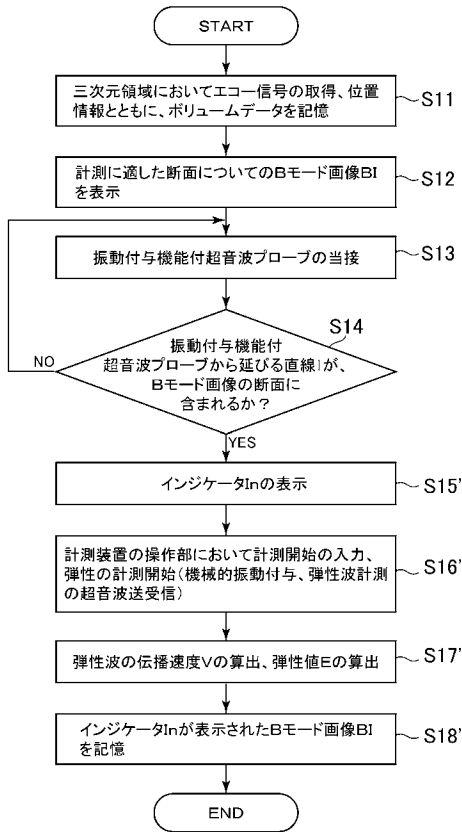 START
三次元領域においてエコー信号の取得、位置
情報とともに、ボリュームデータを記憶
S11
計測に適した断面についてのBモード画像BI
を表示
S12
振動付与機能付超音波プローブの当接
S13
S14
振動付与機能付
超音波プローブから延びる直線lが、
Bモード画像の断面に
含まれるか?
NO
YES
インジケータInの表示
S15'
計測装置の操作部において計測開始の入力、
弾性の計測開始(機械的振動付与、弾性波計測
の超音波送受信)
S16'
弾性波の伝播速度Vの算出、弾性値Eの算出
S17'
インジケータInが表示されたBモード画像BI
を記憶
S18'
END